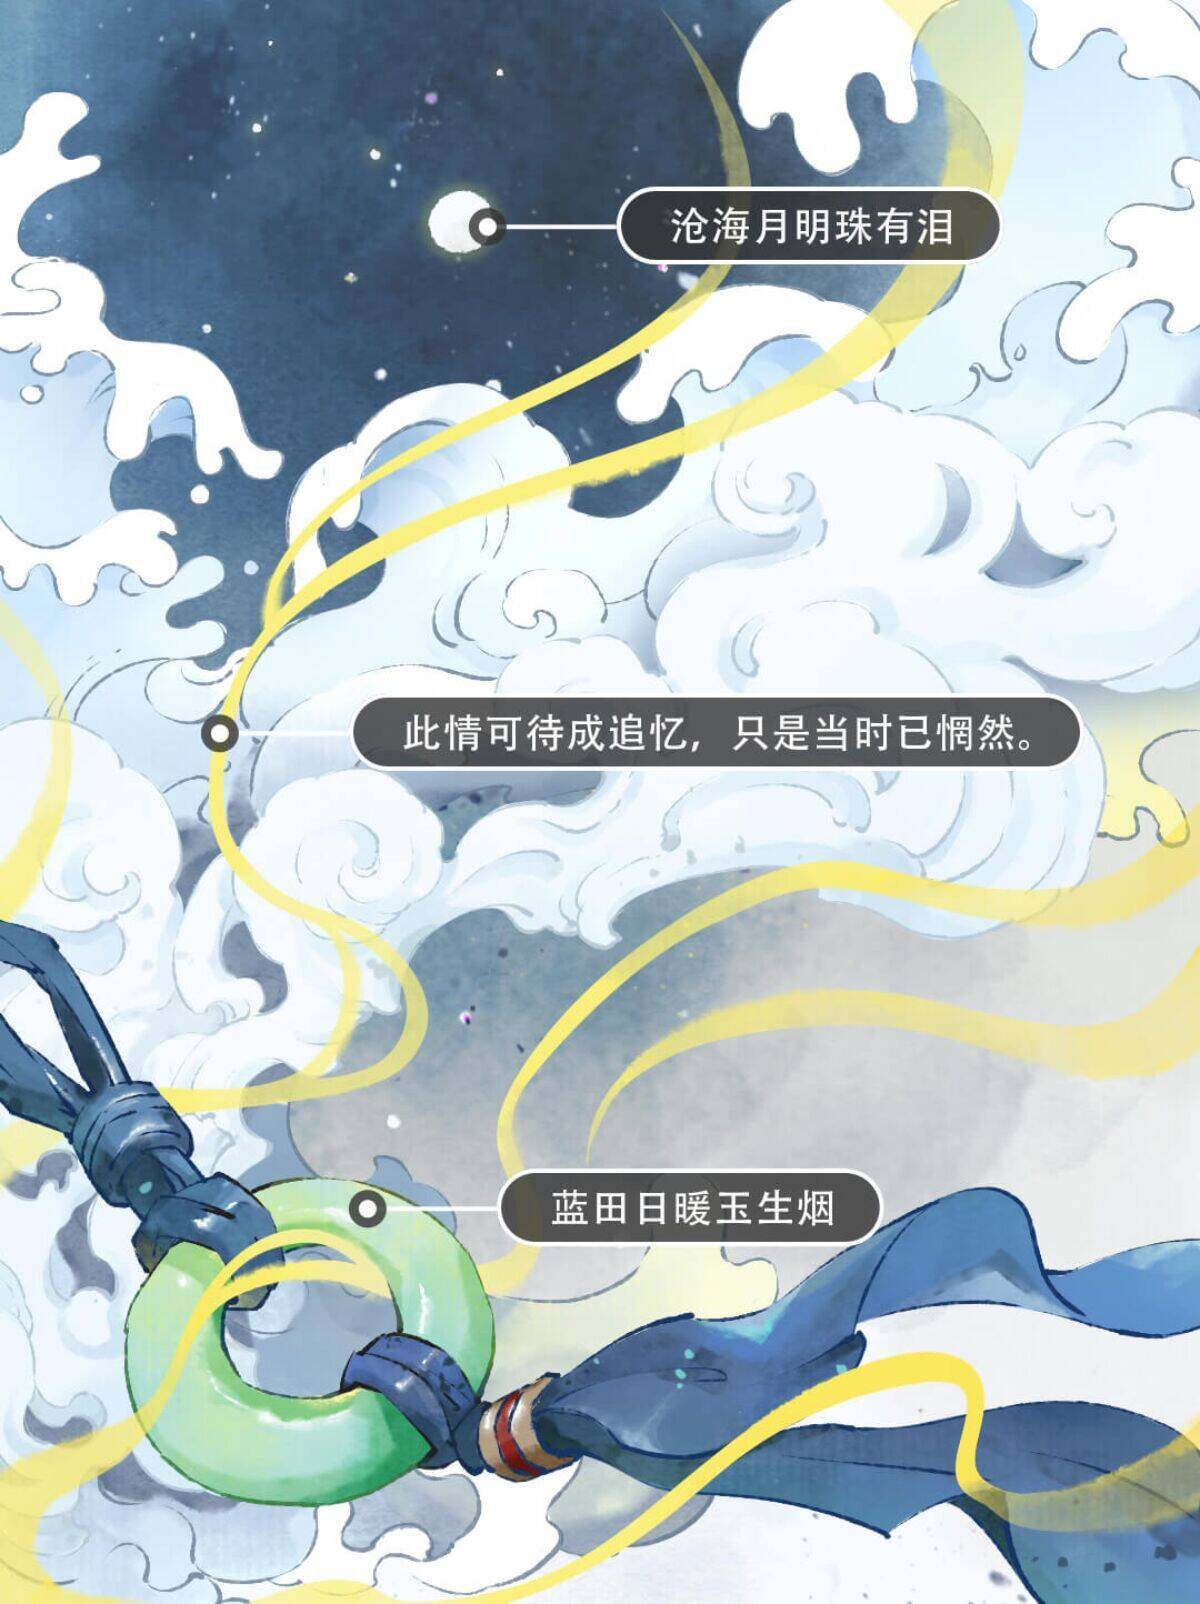 沧海月明珠有泪
此情可待成追忆，只是当时已惘然。
蓝田日暖玉生烟